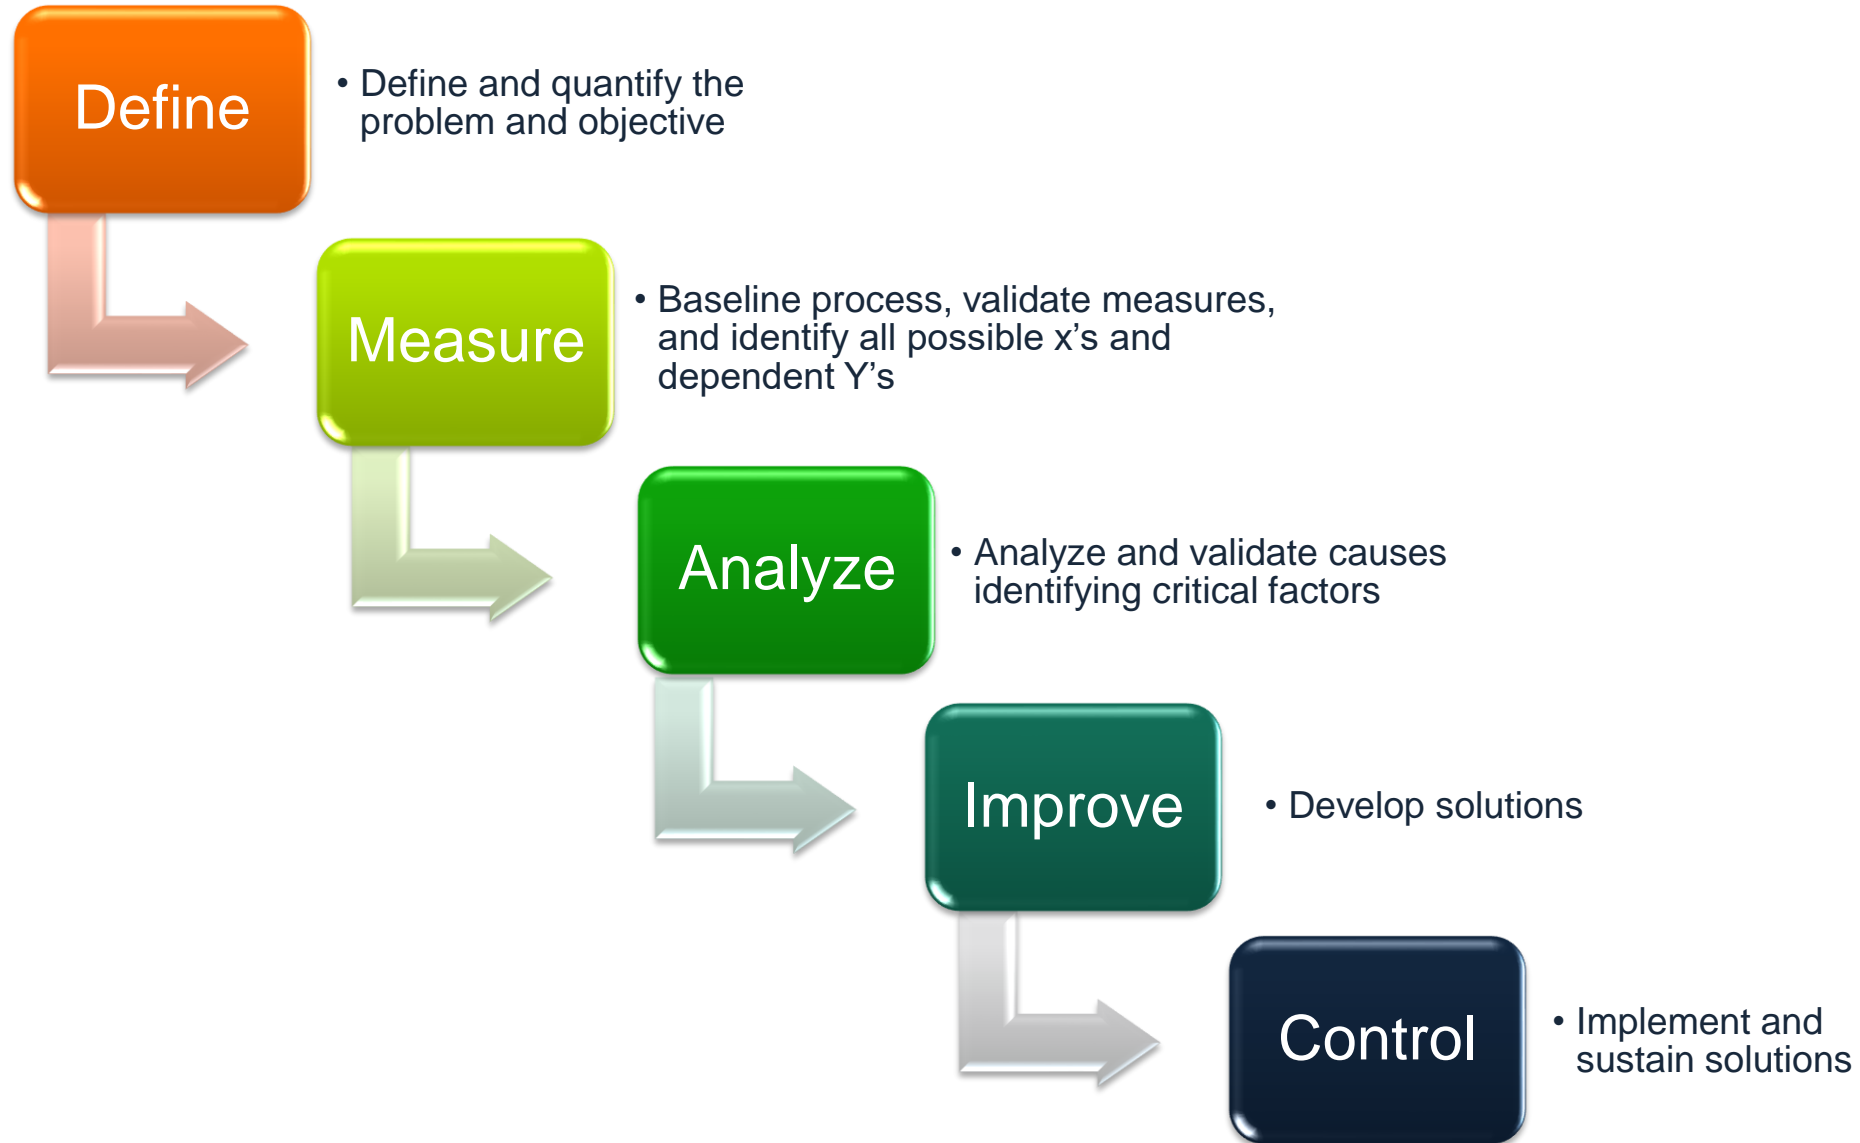 Define
• Define and quantify the
problem and objective
Measure
• Baseline process, validate measures,
and identify all possible x’s and
dependent Y’s
Analyze
• Analyze and validate causes
identifying critical factors
Improve
• Develop solutions
Control
• Implement and
sustain solutions